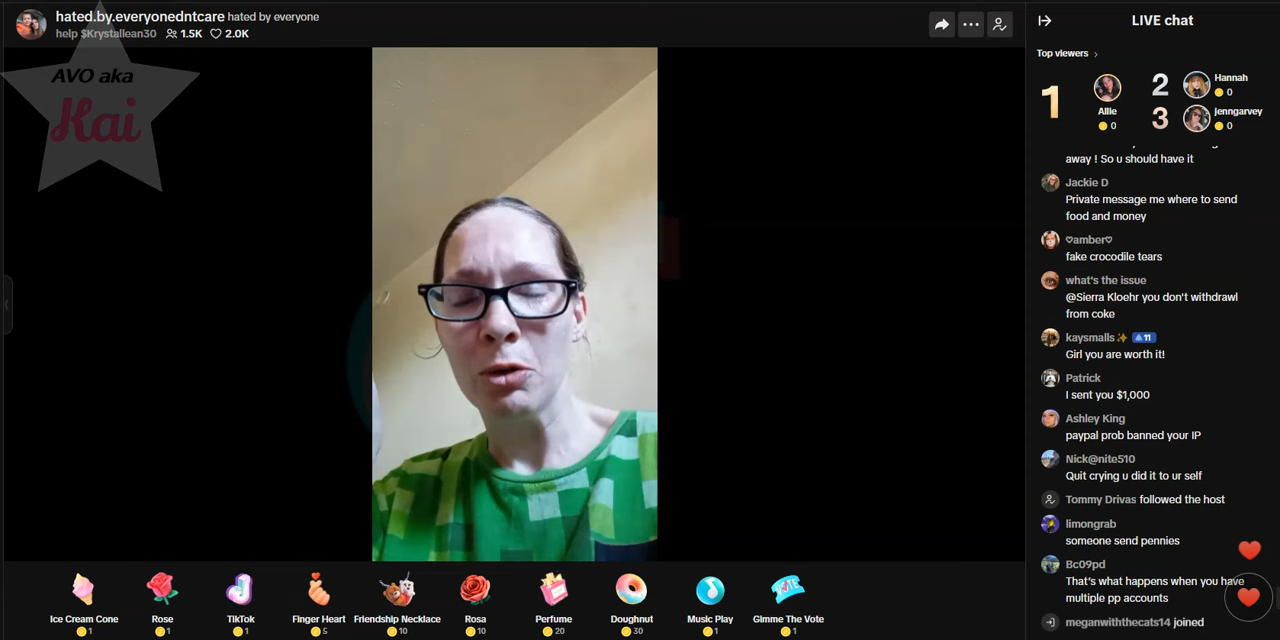 hated.by.everyonedntcare hated by everyone
help $Krystallean30 1.5K 2.0K
AVO aka
Kai
LIVE chat
Top viewers >
1
Allie
0
2
Hannah
0
3
jenngarvey
0
away ! So u should have it
Jackie D
Private message me where to send
food and money
♡amber♡
fake crocodile tears
what's the issue
@Sierra Kloehr you don't withdrawl
from coke
kaysmalls✨ 11
Girl you are worth it!
Patrick
I sent you $1,000
Ashley King
paypal prob banned your IP
Nick@nite510
Quit crying u did it to ur self
Tommy Drivas followed the host
limongrab
someone send pennies
Bc09pd
That's what happens when you have
multiple pp accounts
meganwiththecats14 joined
Ice Cream Cone
1
Rose
1
TikTok
1
Finger Heart
5
Friendship Necklace
10
Rosa
10
Perfume
20
Doughnut
30
Music Play
1
VOTE
Gimme The Vote
1